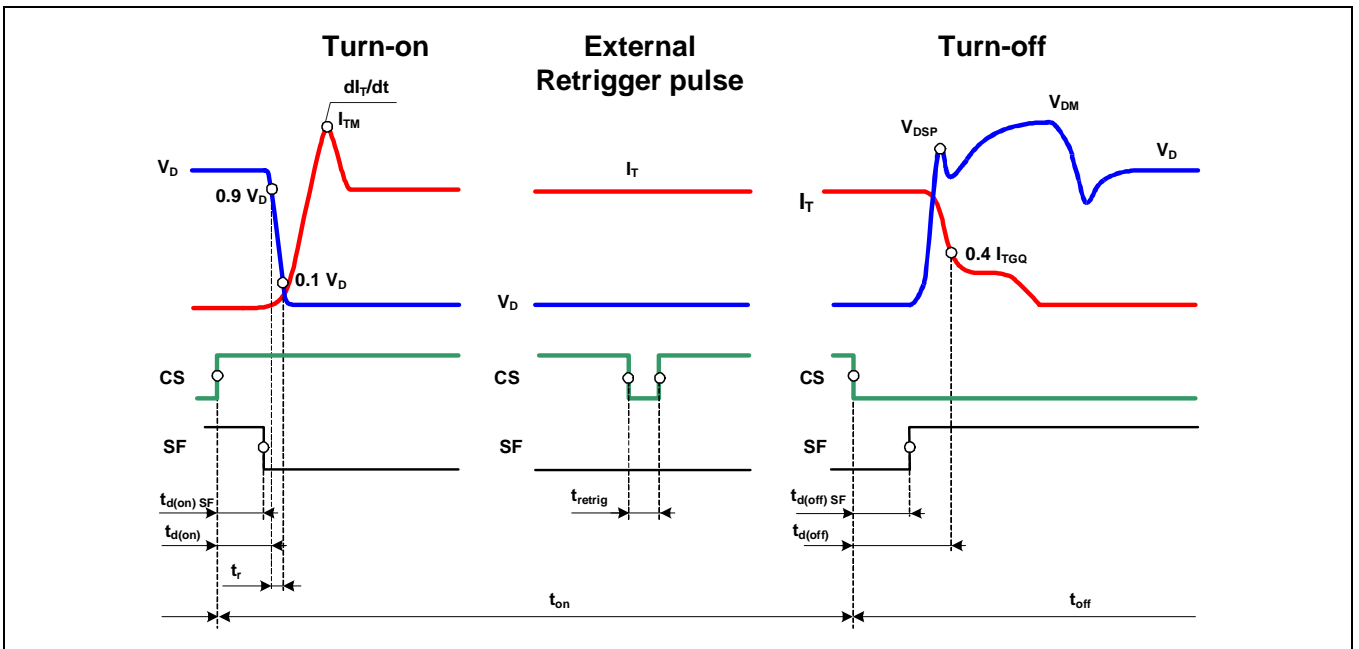 Turn-on
External
Retrigger pulse
Turn-off
dI_T/dt
I_TM
V_D
0.9 V_D
0.1 V_D
I_T
V_D
V_DSP
V_DM
V_D
I_T
0.4 I_TGQ
CS
CS
CS
SF
SF
SF
t_d(on) SF
t_d(on)
t_r
t_retrig
t_d(off) SF
t_d(off)
t_on
t_off